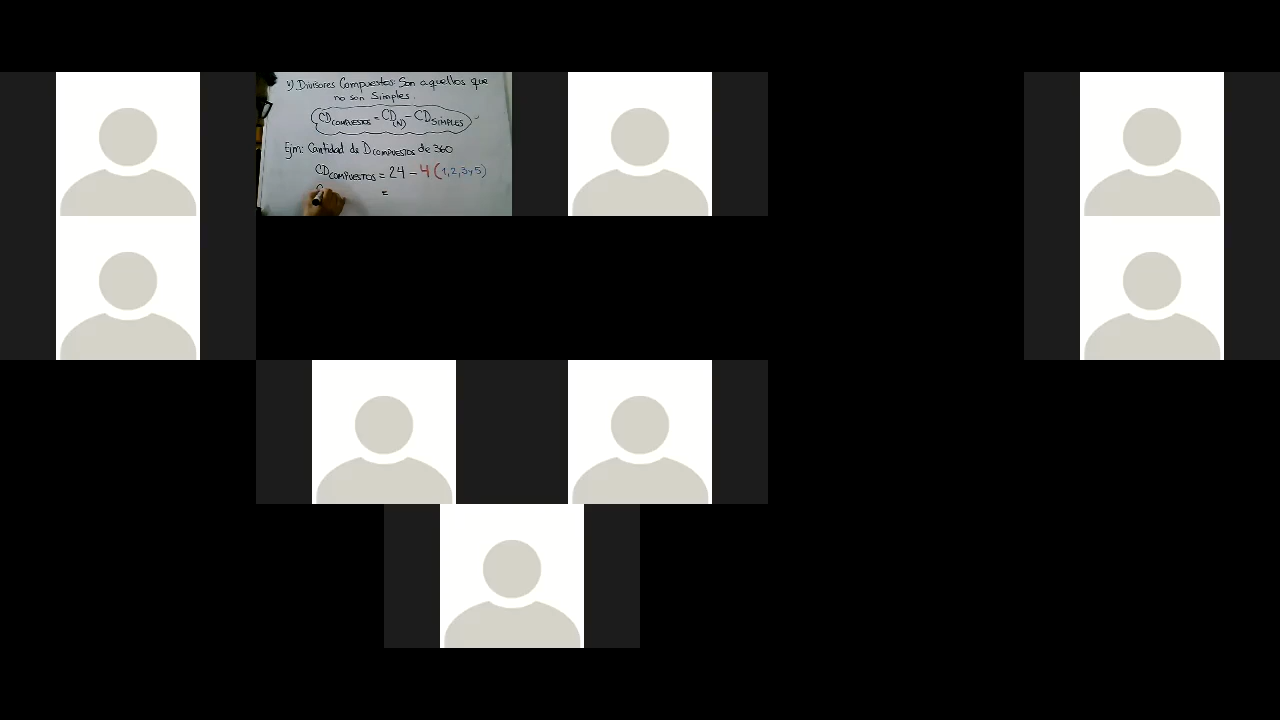 v) Divisores Compuestos: Son aquellos que
no son Simples.
CD COMPUESTOS = CD(N) - CD SIMPLES
Ejm: Cantidad de D COMPUESTOS de 360
CD COMPUESTOS = 24 - 4 (1, 2, 3 y 5)
=